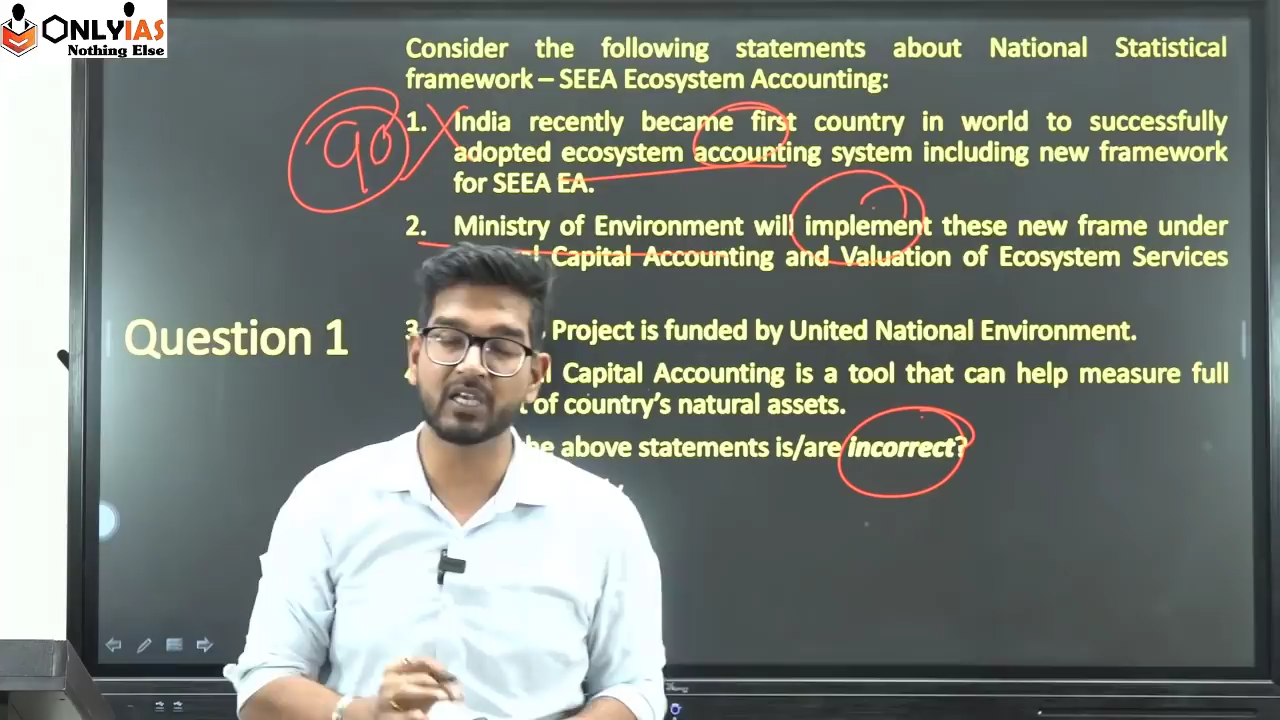 ONLYIAS
Nothing Else
Consider the following statements about National Statistical
framework – SEEA Ecosystem Accounting:
90
1. India recently became first country in world to successfully
adopted ecosystem accounting system including new framework
for SEEA EA.
2. Ministry of Environment will implement these new frame under
Capital Accounting and Valuation of Ecosystem Services
Question 1
3. Project is funded by United National Environment.
Capital Accounting is a tool that can help measure full
of country's natural assets.
above statements is/are incorrect?